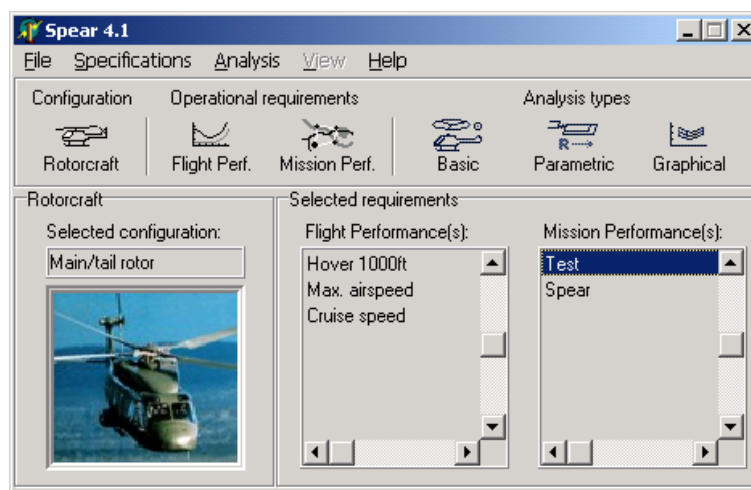 Spear 4.1
File Specifications Analysis View Help
Configuration Operational requirements Analysis types
Rotorcraft Flight Perf. Mission Perf. Basic Parametric Graphical
Rotorcraft Selected requirements
Selected configuration: Flight Performance(s): Mission Performance(s):
Main/tail rotor Hover 1000ft Test
Max. airspeed Spear
Cruise speed